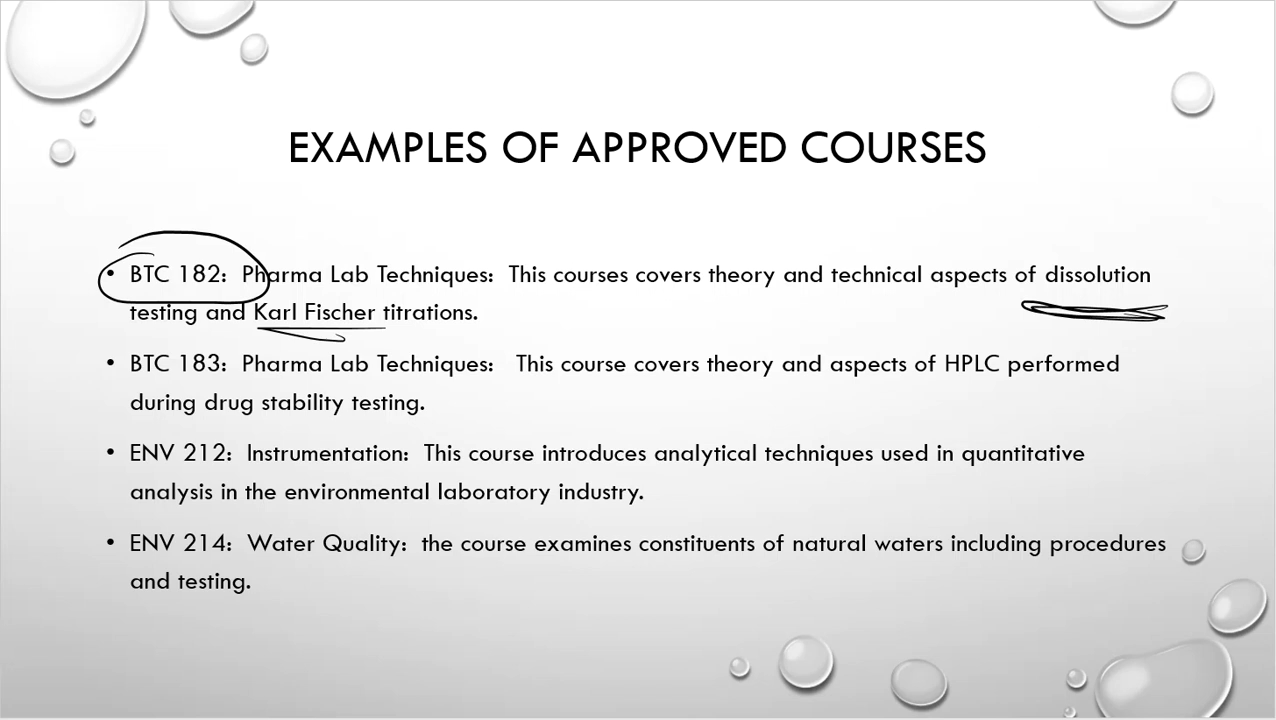 EXAMPLES OF APPROVED COURSES
• BTC 182: Pharma Lab Techniques: This courses covers theory and technical aspects of dissolution
testing and Karl Fischer titrations.
• BTC 183: Pharma Lab Techniques: This course covers theory and aspects of HPLC performed
during drug stability testing.
• ENV 212: Instrumentation: This course introduces analytical techniques used in quantitative
analysis in the environmental laboratory industry.
• ENV 214: Water Quality: the course examines constituents of natural waters including procedures
and testing.